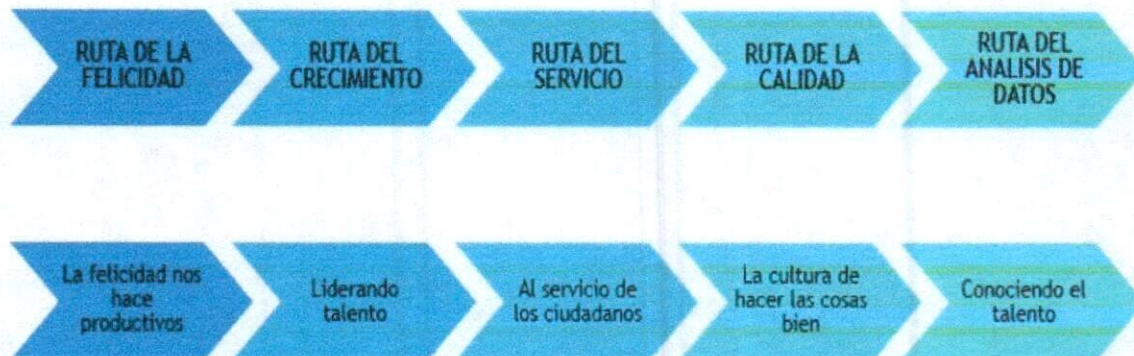 RUTA DE LA
FELICIDAD
RUTA DEL
CRECIMIENTO
RUTA DEL
SERVICIO
RUTA DE LA
CALIDAD
RUTA DEL
ANALISIS DE
DATOS
La felicidad nos
hace
productivos
Liderando
talento
Al servicio de
los ciudadanos
La cultura de
hacer las cosas
bien
Conociendo el
talento